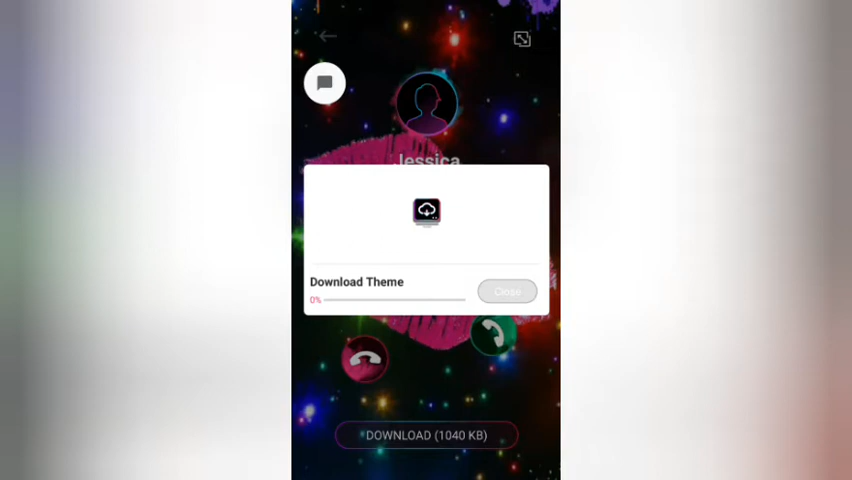 Jessica
Download Theme
Close
0%
DOWNLOAD (1040 KB)